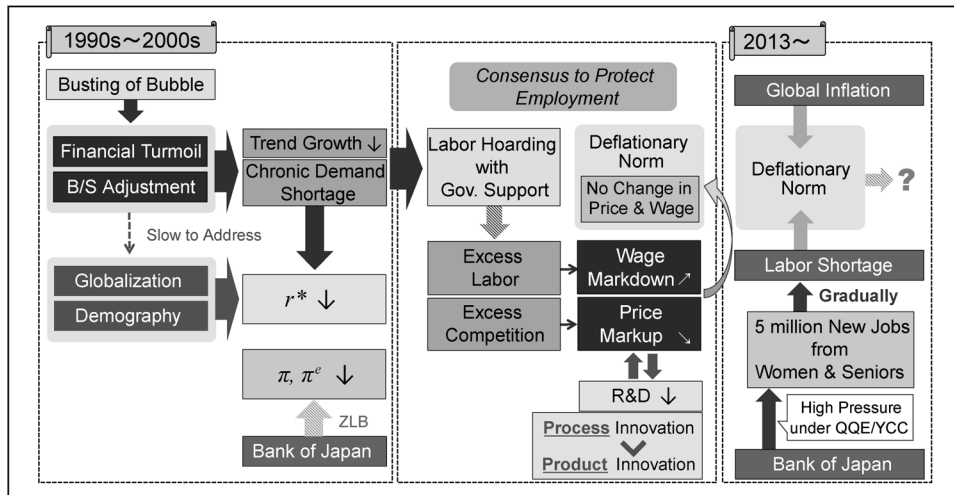 1990s～2000s
Busting of Bubble
Financial Turmoil
B/S Adjustment
Slow to Address
Globalization
Demography
Trend Growth ↓
Chronic Demand
Shortage
r* ↓
π, πᵉ ↓
ZLB
Bank of Japan
Consensus to Protect
Employment
Labor Hoarding
with
Gov. Support
Deflationary
Norm
No Change in
Price & Wage
Excess
Labor
Wage
Markdown ↗
Excess
Competition
Price
Markup ↘
R&D ↓
Process Innovation
Product Innovation
2013～
Global Inflation
Deflationary
Norm
?
Labor Shortage
Gradually
5 million New Jobs
from
Women & Seniors
High Pressure
under QQE/YCC
Bank of Japan